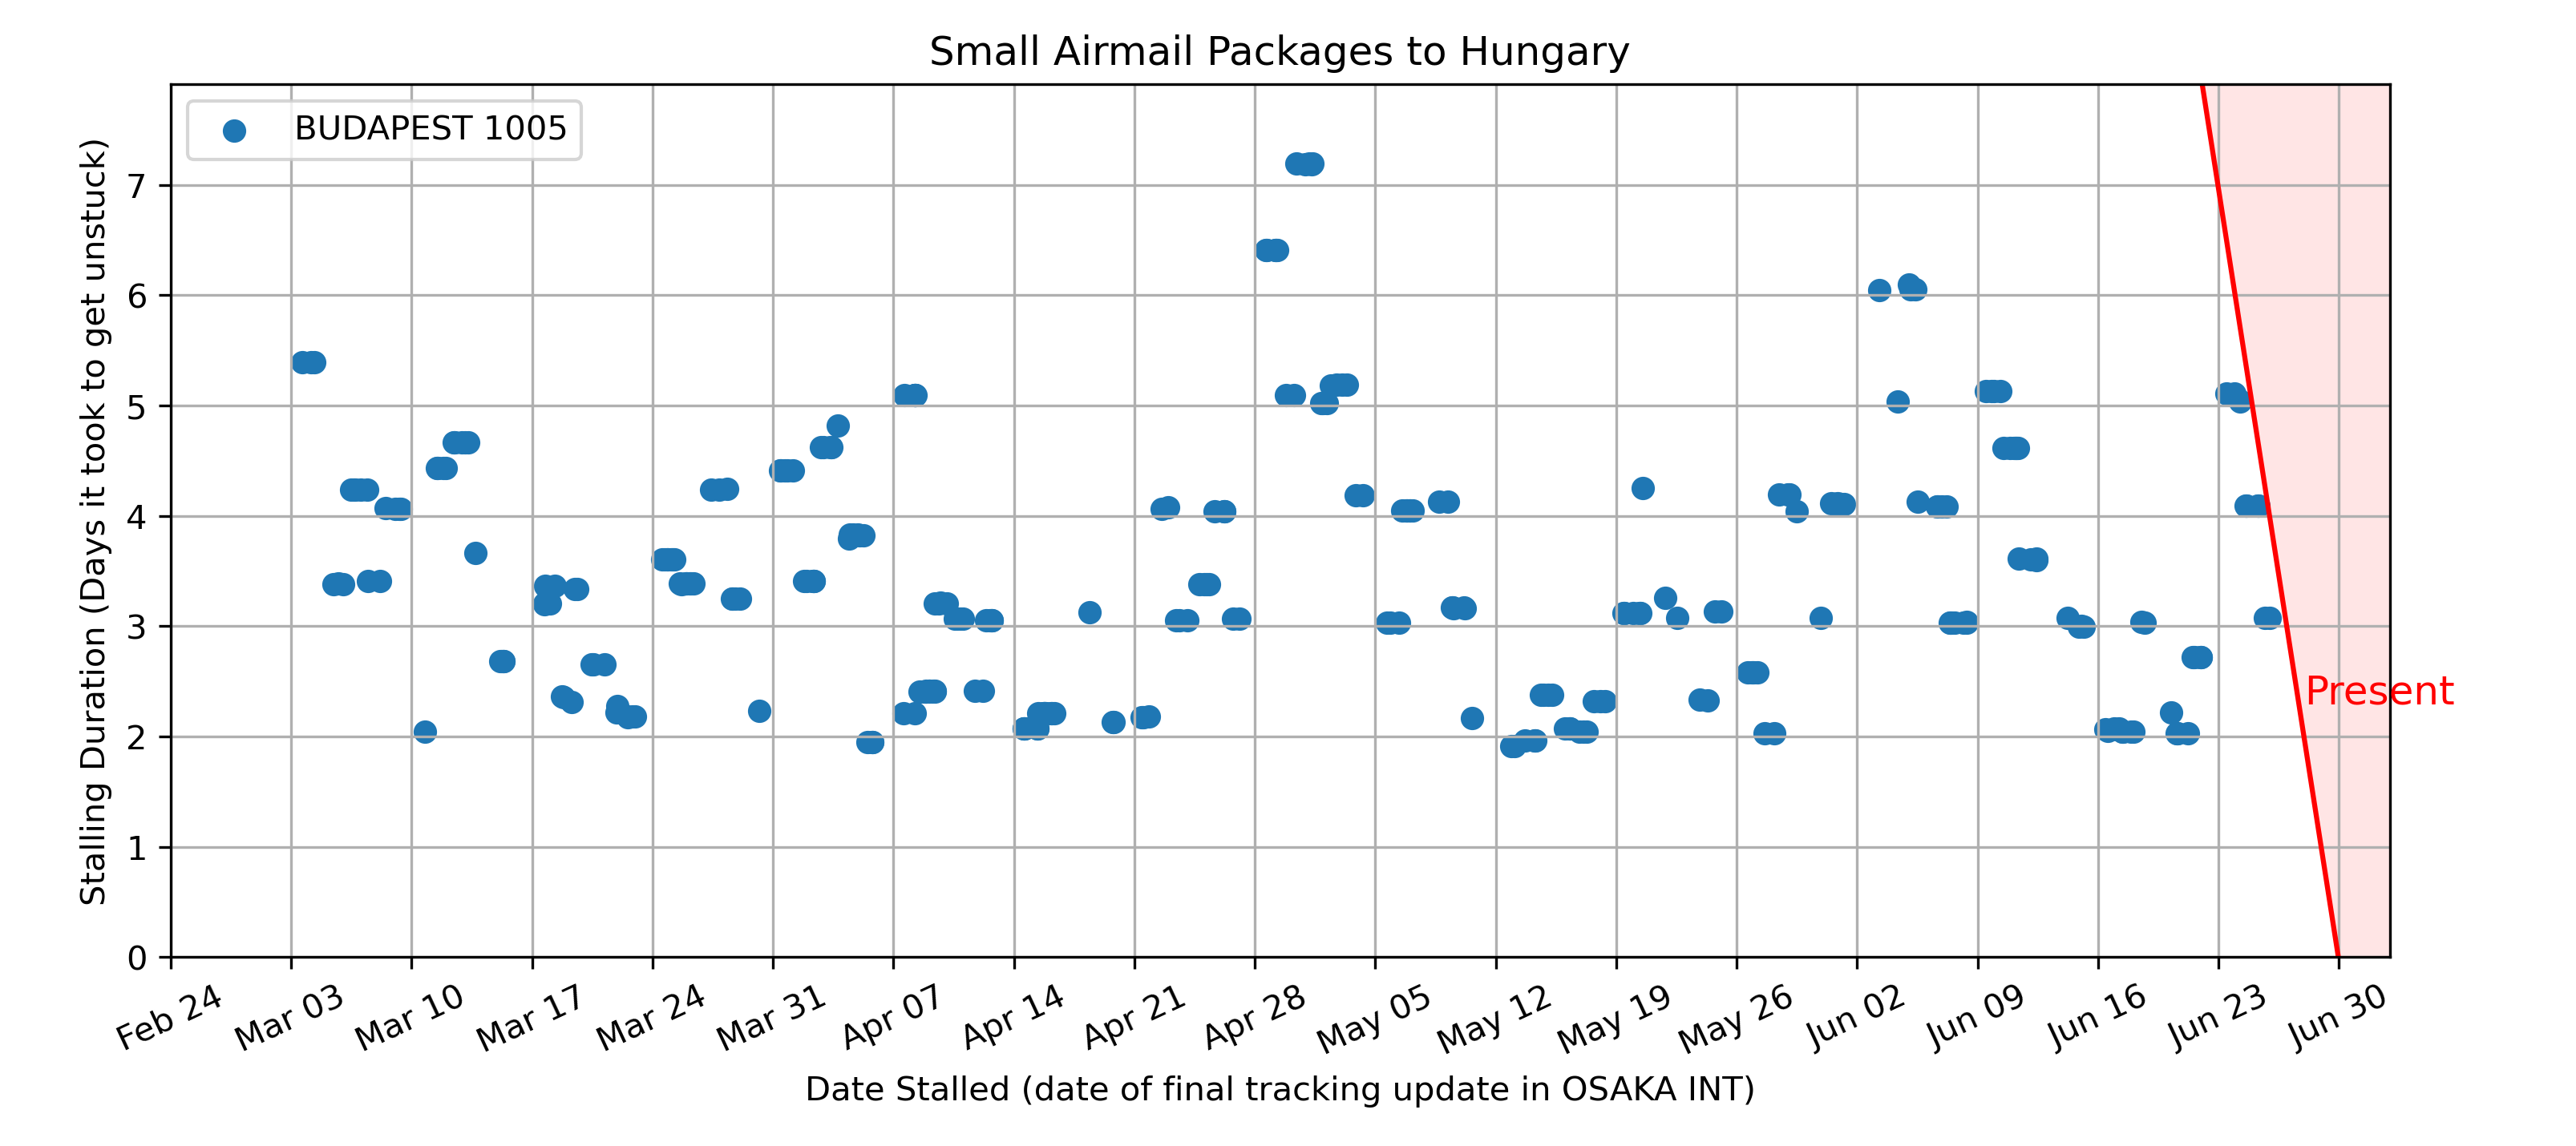 Small Airmail Packages to Hungary
BUDAPEST 1005
Stalling Duration (Days it took to get unstuck)
7
6
5
4
3
2
1
0
Present
Feb 24
Mar 03
Mar 10
Mar 17
Mar 24
Mar 31
Apr 07
Apr 14
Apr 21
Apr 28
May 05
May 12
May 19
May 26
Jun 02
Jun 09
Jun 16
Jun 23
Jun 30
Date Stalled (date of final tracking update in OSAKA INT)